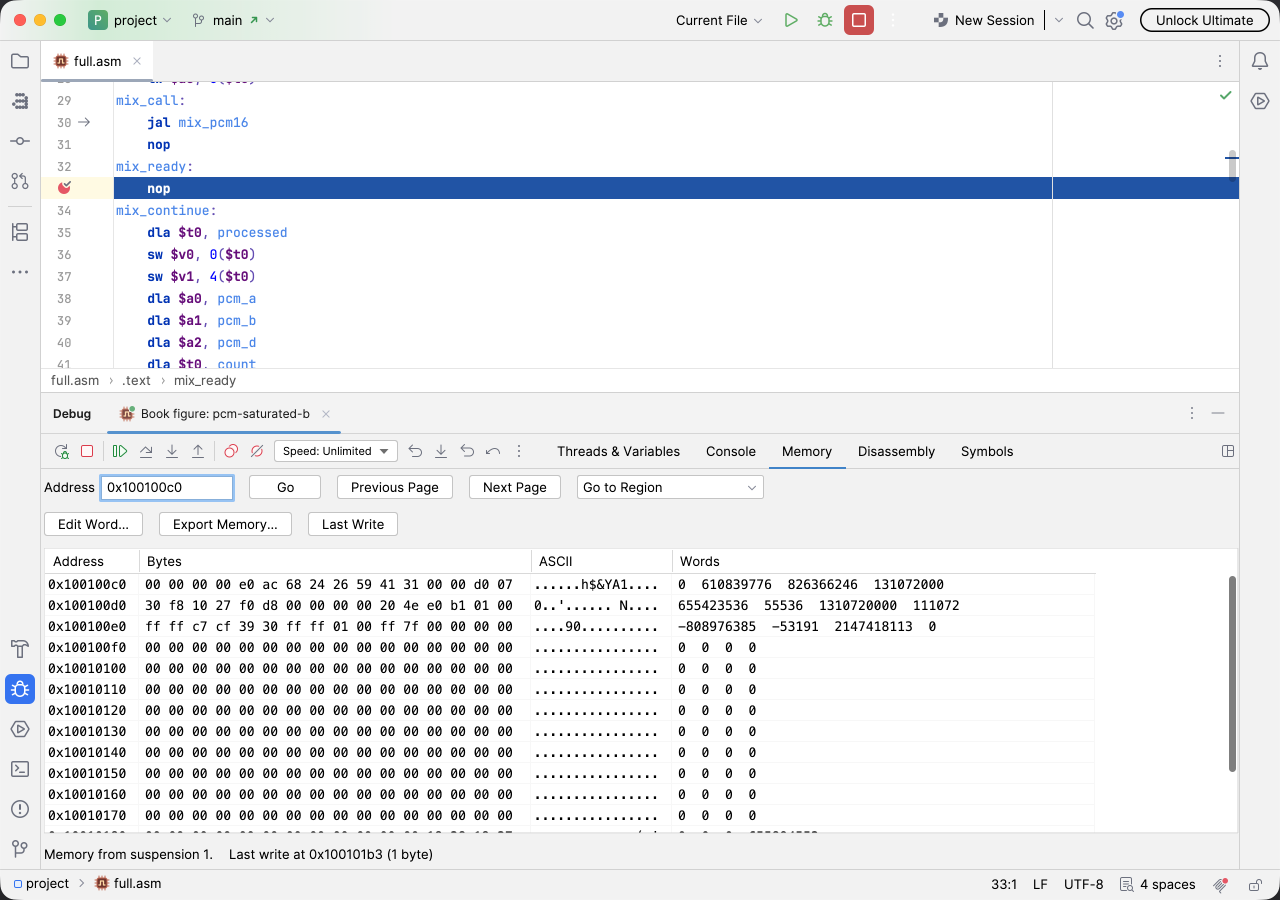 P project main Current File New Session Unlock Ultimate
full.asm
29 mix_call:
30 jal mix_pcm16
31 nop
32 mix_ready:
nop
34 mix_continue:
35 dla $t0, processed
36 sw $v0, 0($t0)
37 sw $v1, 4($t0)
38 dla $a0, pcm_a
39 dla $a1, pcm_b
40 dla $a2, pcm_d
41 dla $t0, count
full.asm › .text › mix_ready
Debug Book figure: pcm-saturated-b
Speed: Unlimited Threads & Variables Console Memory Disassembly Symbols
Address 0x100100c0 Go Previous Page Next Page Go to Region
Edit Word... Export Memory... Last Write
Address Bytes ASCII Words
0x100100c0 00 00 00 00 e0 ac 68 24 26 59 41 31 00 00 d0 07 ......h$&YA1.... 0 610839776 826366246 131072000
0x100100d0 30 f8 10 27 f0 d8 00 00 00 00 20 4e e0 b1 01 00 0..'...... N.... 655423536 55536 1310720000 111072
0x100100e0 ff ff c7 cf 39 30 ff ff 01 00 ff 7f 00 00 00 00 ....90.......... -808976385 -53191 2147418113 0
0x100100f0 00 00 00 00 00 00 00 00 00 00 00 00 00 00 00 00 ................ 0 0 0 0
0x10010100 00 00 00 00 00 00 00 00 00 00 00 00 00 00 00 00 ................ 0 0 0 0
0x10010110 00 00 00 00 00 00 00 00 00 00 00 00 00 00 00 00 ................ 0 0 0 0
0x10010120 00 00 00 00 00 00 00 00 00 00 00 00 00 00 00 00 ................ 0 0 0 0
0x10010130 00 00 00 00 00 00 00 00 00 00 00 00 00 00 00 00 ................ 0 0 0 0
0x10010140 00 00 00 00 00 00 00 00 00 00 00 00 00 00 00 00 ................ 0 0 0 0
0x10010150 00 00 00 00 00 00 00 00 00 00 00 00 00 00 00 00 ................ 0 0 0 0
0x10010160 00 00 00 00 00 00 00 00 00 00 00 00 00 00 00 00 ................ 0 0 0 0
0x10010170 00 00 00 00 00 00 00 00 00 00 00 00 00 00 00 00 ................ 0 0 0 0
Memory from suspension 1. Last write at 0x100101b3 (1 byte)
project › full.asm 33:1 LF UTF-8 4 spaces